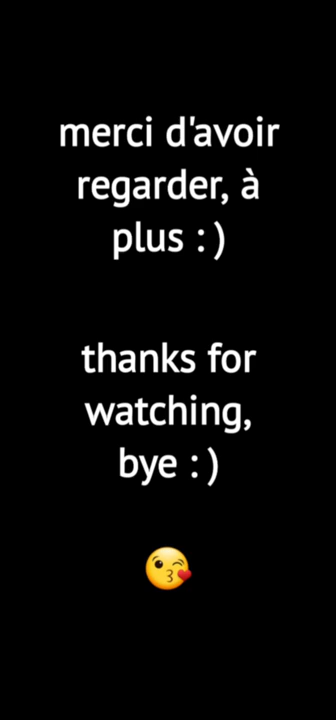 merci d'avoir
regarder, à
plus : )
thanks for
watching,
bye : )